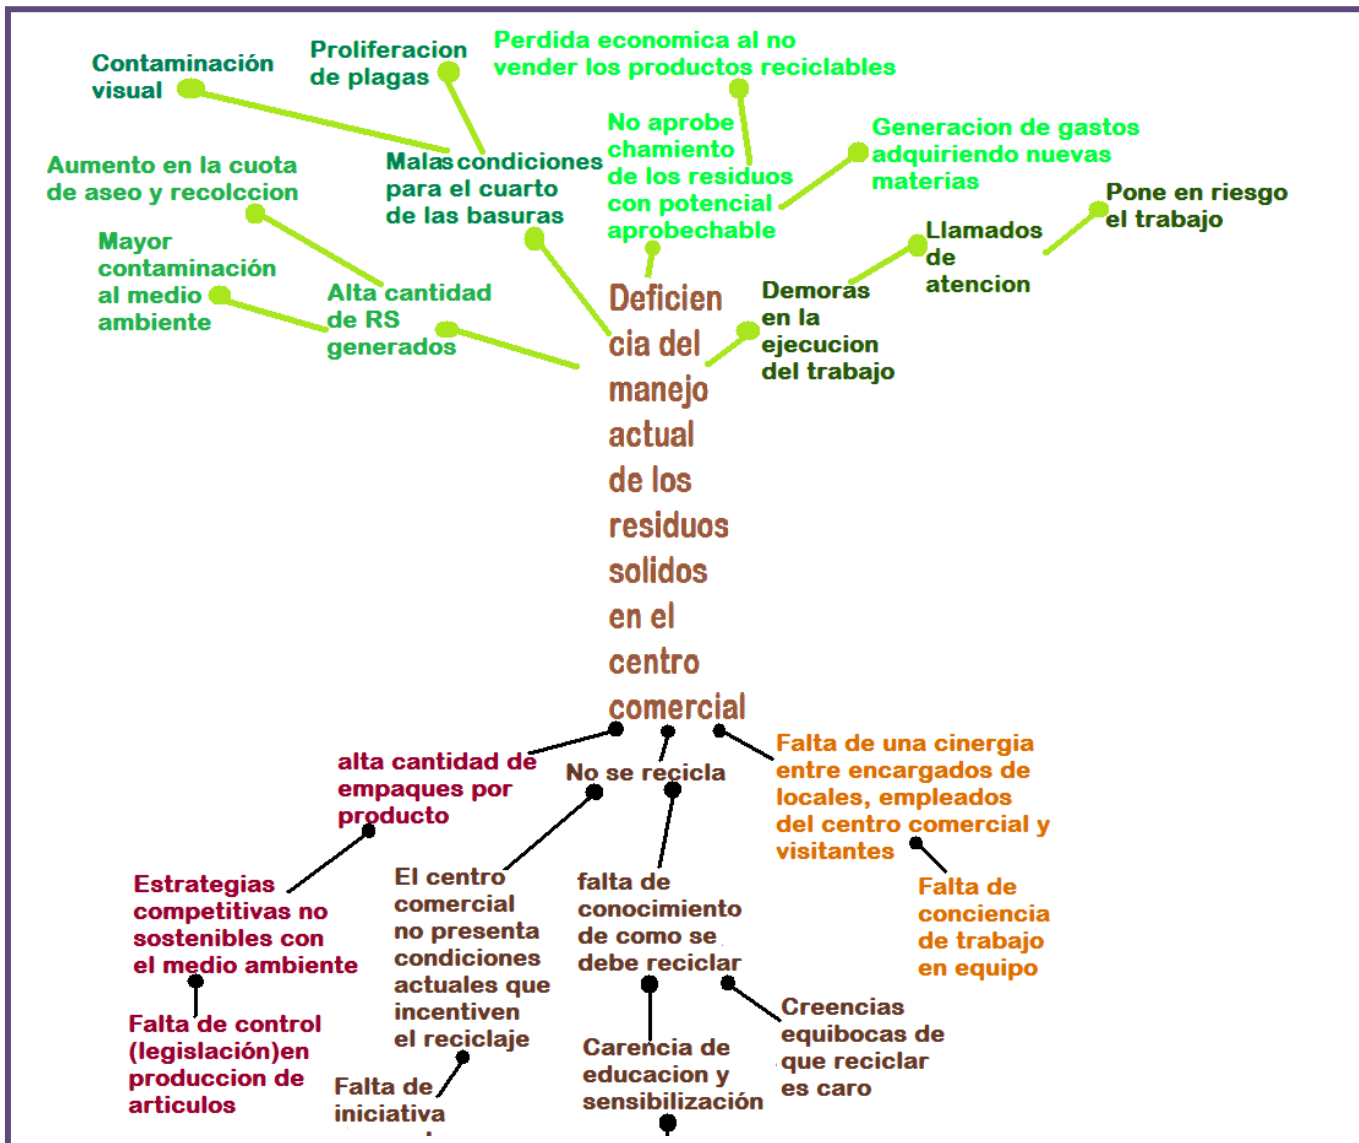 Contaminación
visual
Proliferacion
de plagas
Perdida economica al no
vender los productos reciclables
Aumento en la cuota
de aseo y recolccion
Malas condiciones
para el cuarto
de las basuras
No aprobe
chamiento
de los residuos
con potencial
aprobechable
Generacion de gastos
adquiriendo nuevas
materias
Pone en riesgo
el trabajo
Llamados
de
atencion
Mayor
contaminación
al medio
ambiente
Alta cantidad
de RS
generados
Demoras
en la
ejecucion
del trabajo
Deficien
cia del
manejo
actual
de los
residuos
solidos
en el
centro
comercial
alta cantidad de
empaques por
producto
No se recicla
Falta de una cinergia
entre encargados de
locales, empleados
del centro comercial y
visitantes
Estrategias
competitivas no
sostenibles con
el medio ambiente
El centro
comercial
no presenta
condiciones
actuales que
incentiven
el reciclaje
falta de
conocimiento
de como se
debe reciclar
Falta de
conciencia
de trabajo
en equipo
Falta de control
(legislación)en
produccion de
articulos
Falta de
iniciativa
Carencia de
educacion y
sensibilización
Creencias
equibocas de
que reciclar
es caro